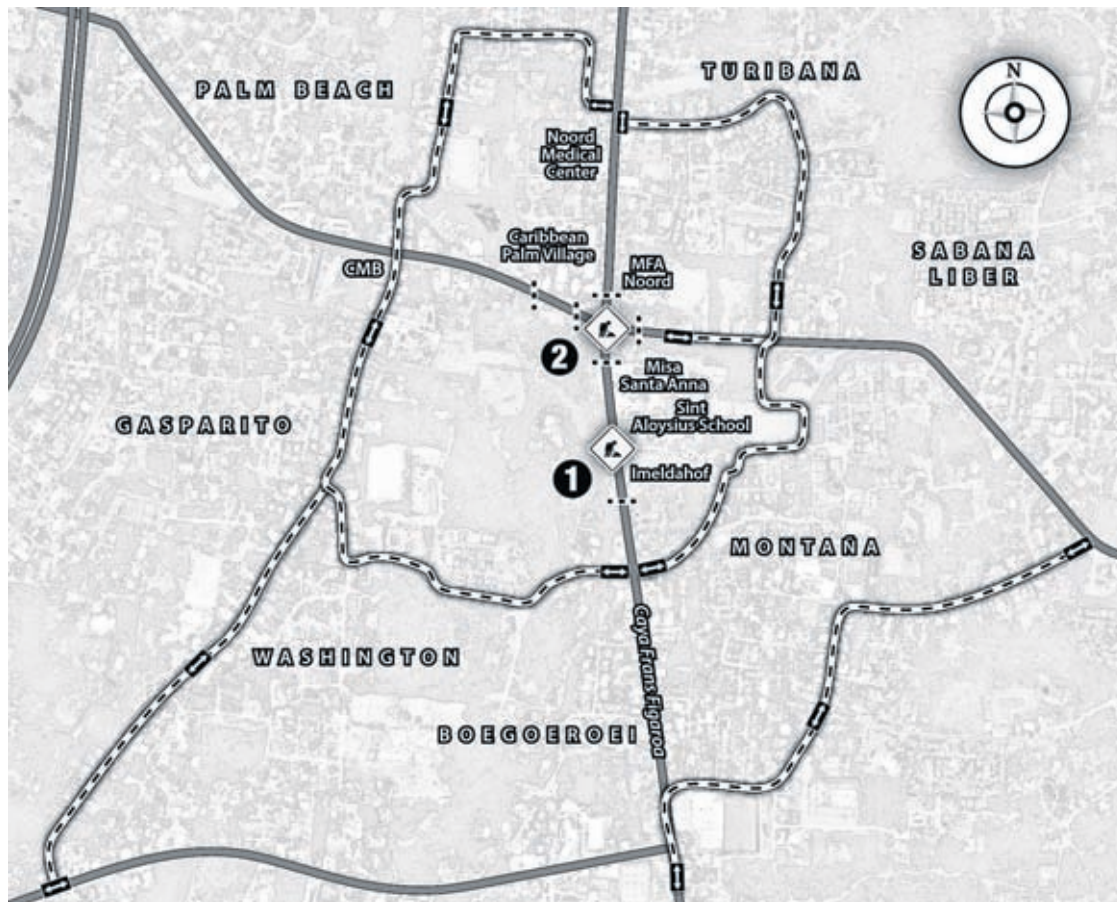 N
TURIBANA
PALM BEACH
Noord
Medical
Center
Caribbean
Palm Village
SABANA
LIBER
CMB
MFA
Noord
2
Misa
Santa Anna
Sint
Aloysius School
GASPARITO
1
Imeldahof
MONTAÑA
Caya Frans Figaroa
WASHINGTON
BOEGOEROEI